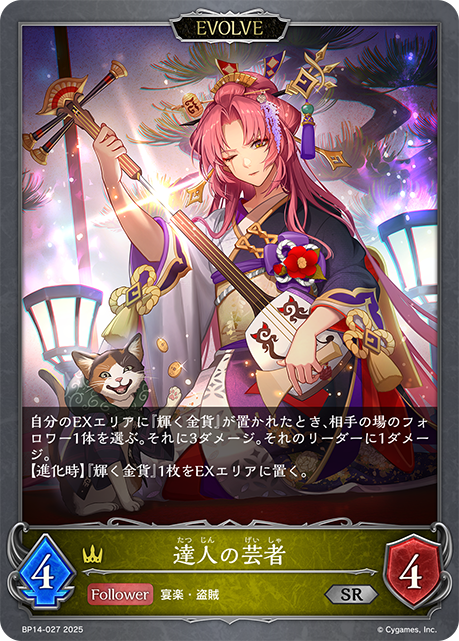 EVOLVE
自分のEXエリアに『輝く金貨』が置かれたとき、相手の場のフォ
ロワー1体を選ぶ。それに3ダメージ。それのリーダーに1ダメー
ジ。
【進化時】『輝く金貨』1枚をEXエリアに置く。
たつ じん げい しゃ
達人の芸者
4
4
Follower 宴楽・盗賊
SR
BP14-027 2025
© Cygames, Inc.